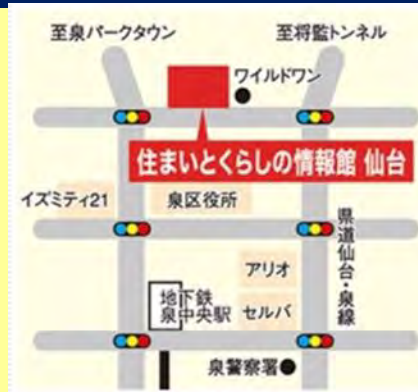 至泉パークタウン
至将監トンネル
ワイルドワン
住まいとくらしの情報館 仙台
イズミティ21
泉区役所
県道仙台・泉線
アリオ
地下鉄
泉中央駅
セルバ
泉警察署